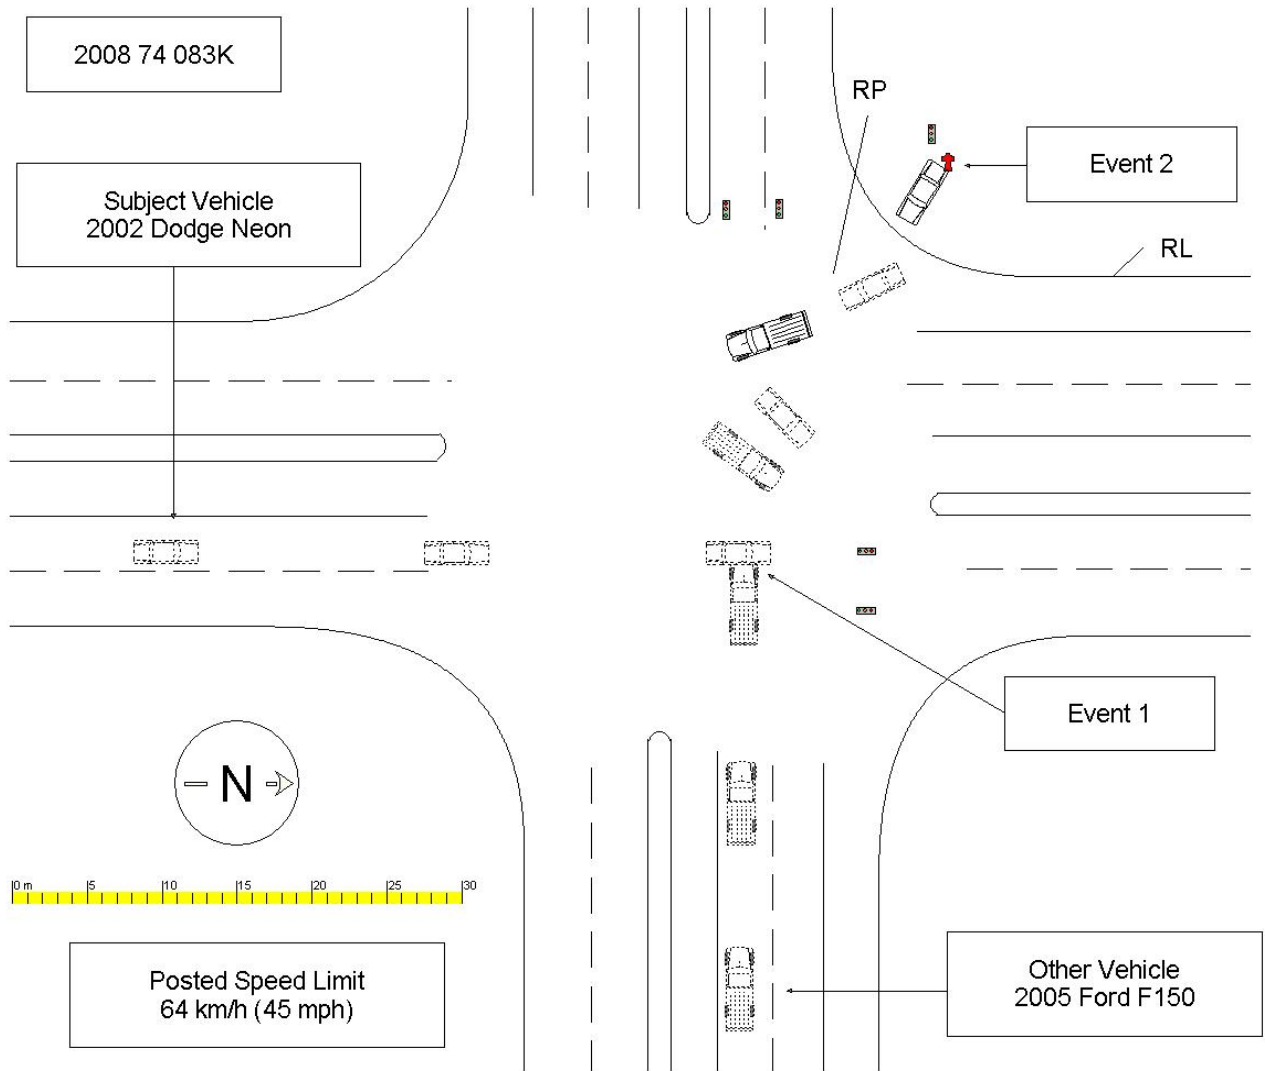 2008 74 083K
RP
Event 2
Subject Vehicle
2002 Dodge Neon
RL
Event 1
N
0 m 5 10 15 20 25 30
Posted Speed Limit
64 km/h (45 mph)
Other Vehicle
2005 Ford F150